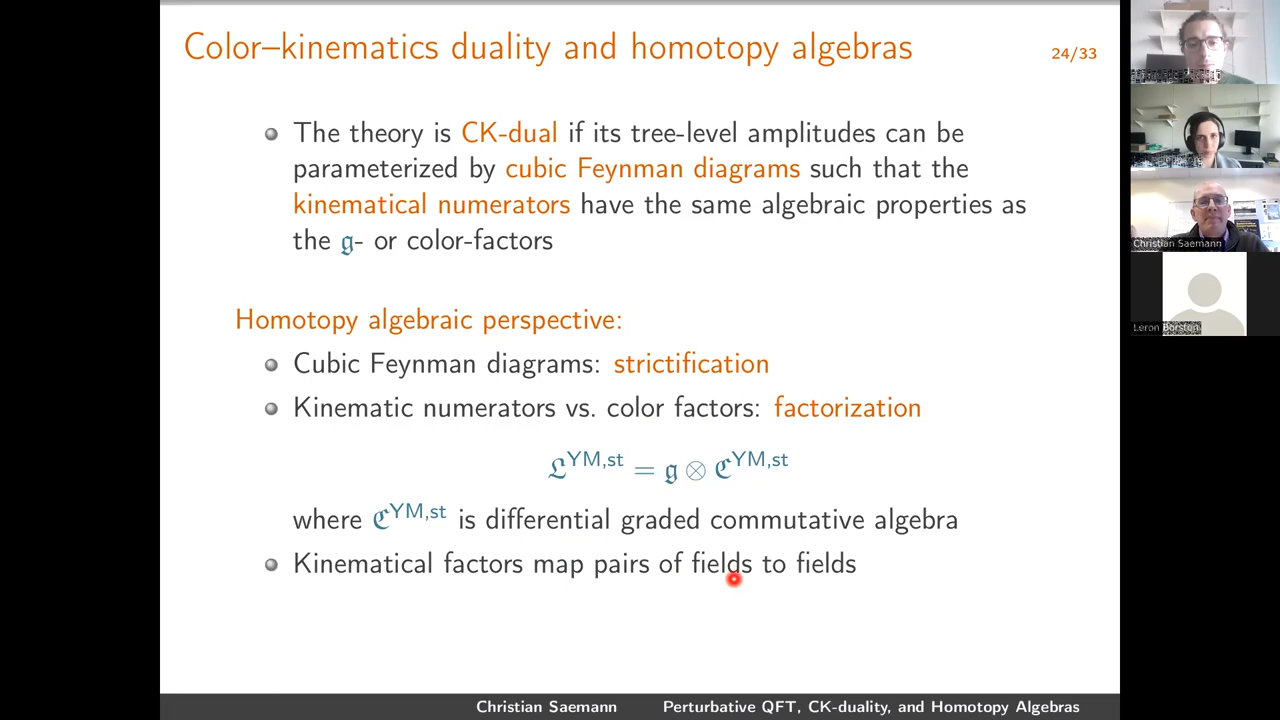 Color–kinematics duality and homotopy algebras
24/33
The theory is CK-dual if its tree-level amplitudes can be
parameterized by cubic Feynman diagrams such that the
kinematical numerators have the same algebraic properties as
the 𝔤- or color-factors
Homotopy algebraic perspective:
Cubic Feynman diagrams: strictification
Kinematic numerators vs. color factors: factorization
𝔏^YM,st = 𝔤 ⊗ ℭ^YM,st
where ℭ^YM,st is differential graded commutative algebra
Kinematical factors map pairs of fields to fields
Christian Saemann Perturbative QFT, CK-duality, and Homotopy Algebras
Christian Saemann
Leron Borsten